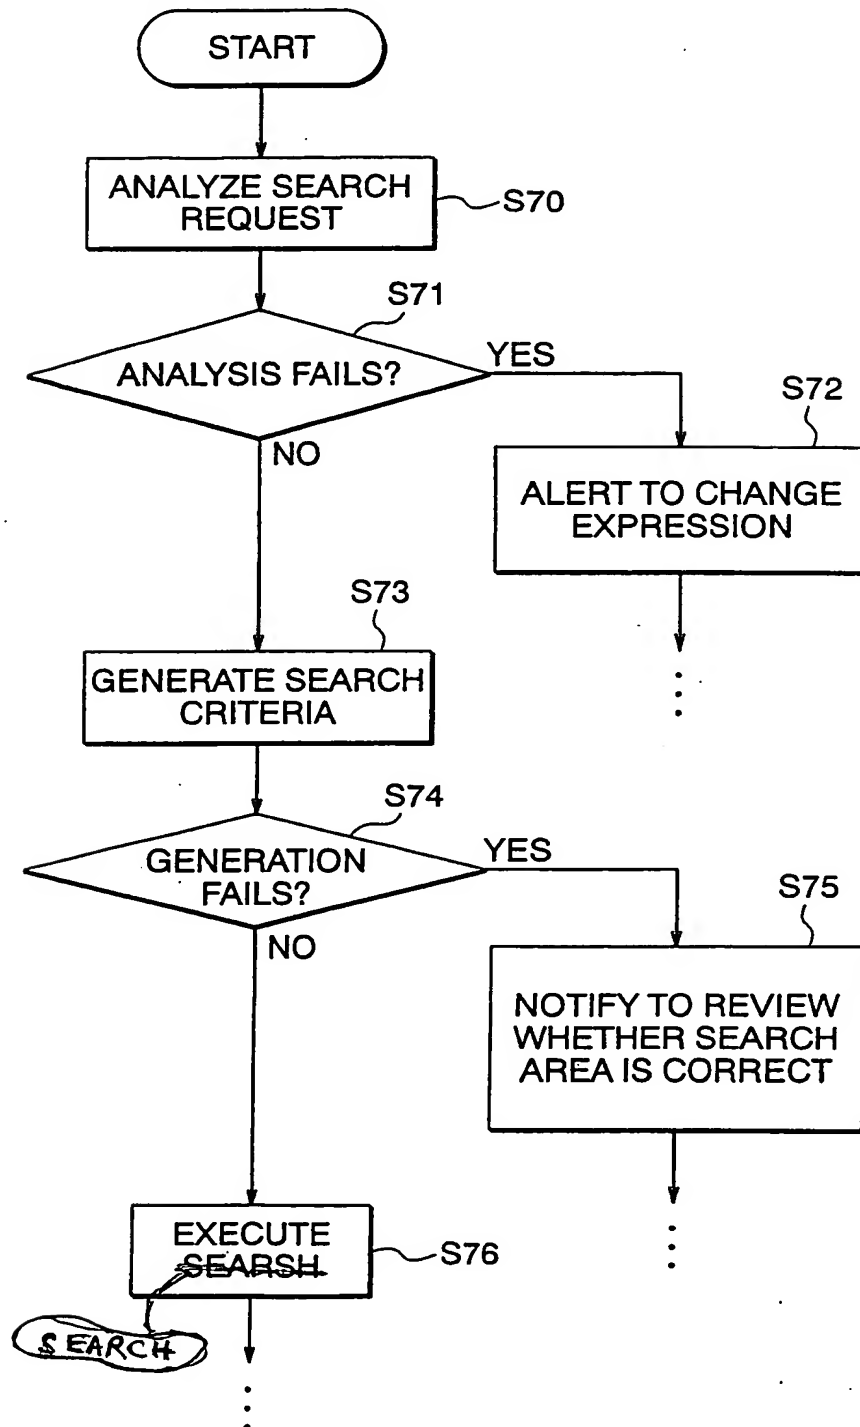 START
ANALYZE SEARCH
REQUEST
S70
S71
ANALYSIS FAILS?
YES
NO
S72
ALERT TO CHANGE
EXPRESSION
S73
GENERATE SEARCH
CRITERIA
S74
GENERATION
FAILS?
YES
NO
S75
NOTIFY TO REVIEW
WHETHER SEARCH
AREA IS CORRECT
EXECUTE
SEARSH
S76
SEARCH